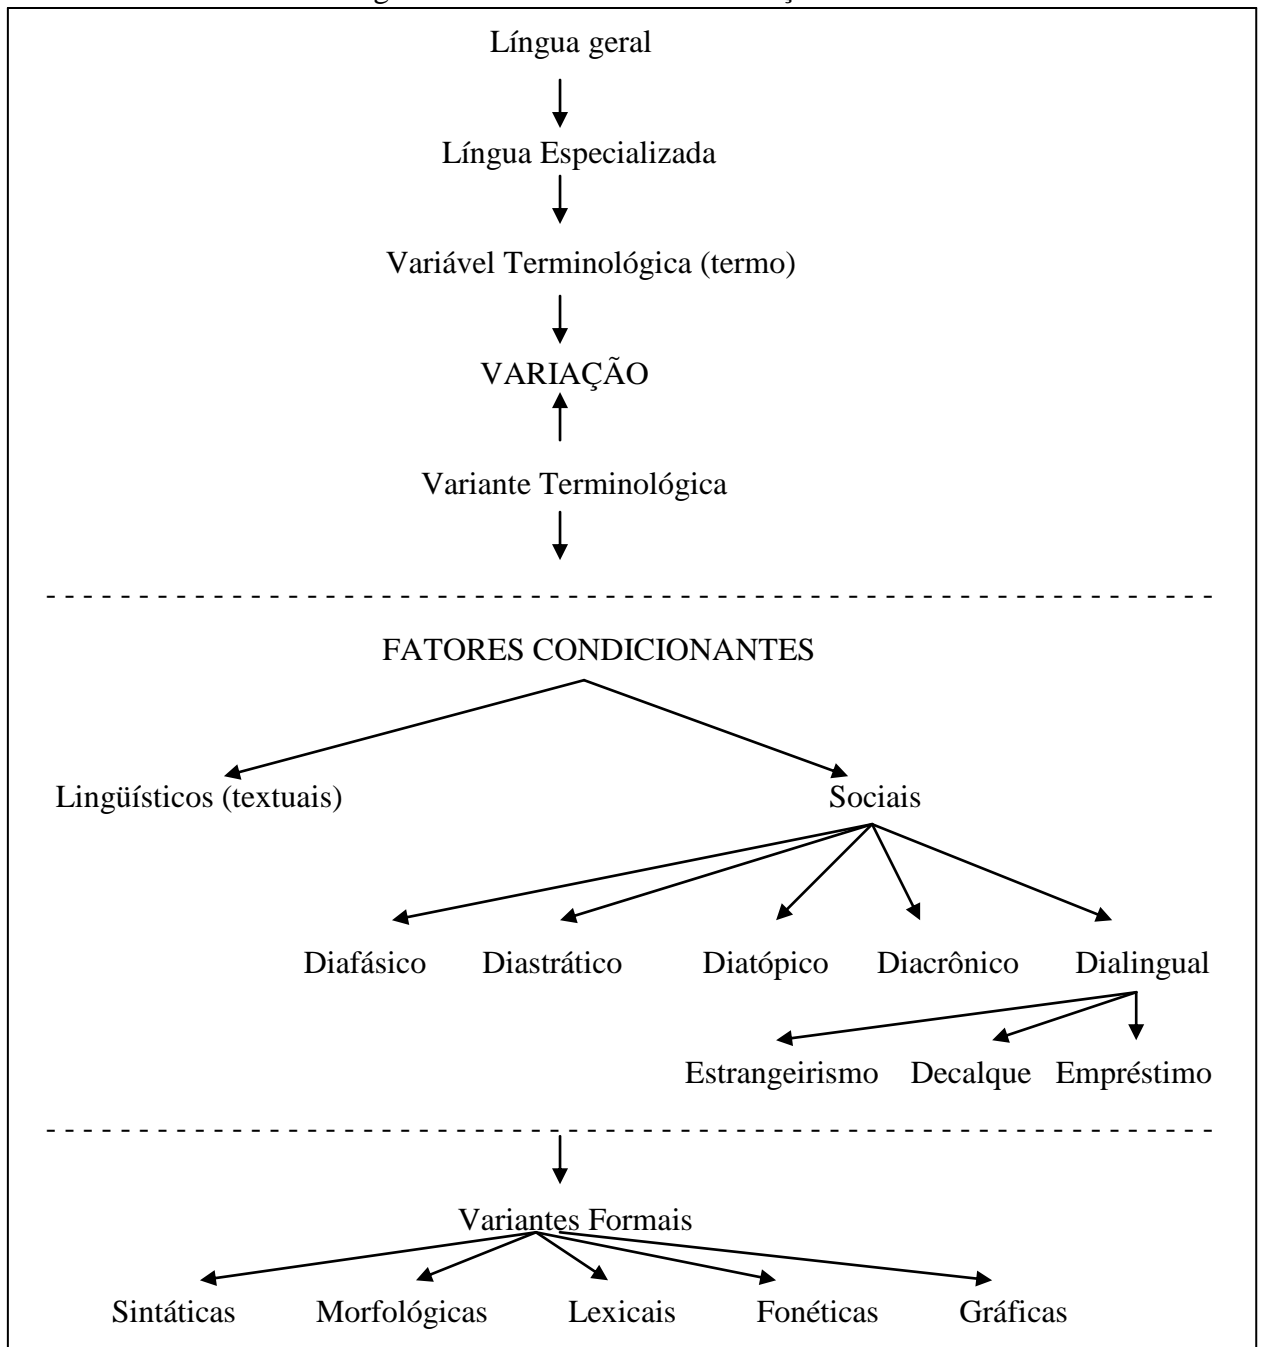 Língua geral
Língua Especializada
Variável Terminológica (termo)
VARIAÇÃO
Variante Terminológica
FATORES CONDICIONANTES
Lingüísticos (textuais) Sociais
Diafásico Diastrático Diatópico Diacrônico Dialingual
Estrangeirismo Decalque Empréstimo
Variantes Formais
Sintáticas Morfológicas Lexicais Fonéticas Gráficas